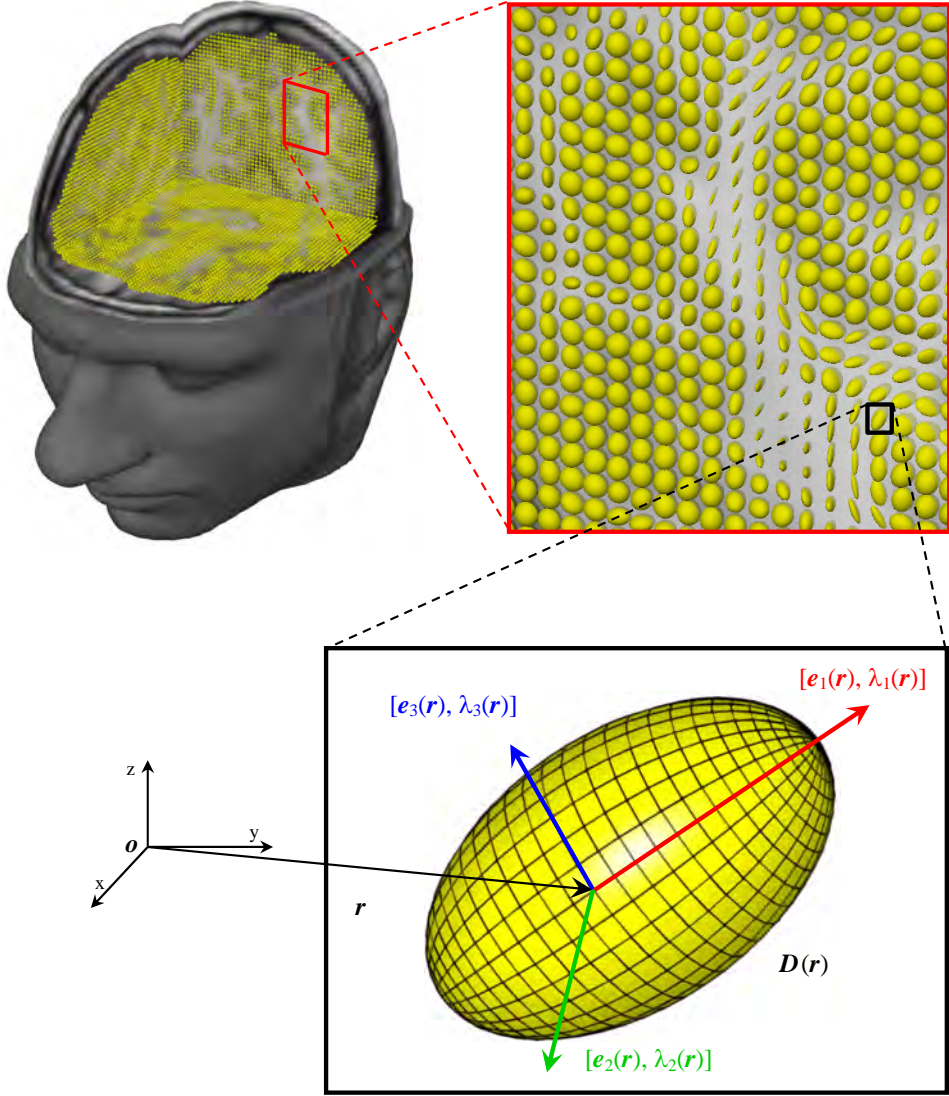 [e₁(r), λ₁(r)]
[e₃(r), λ₃(r)]
z
y
o
x
r
D(r)
[e₂(r), λ₂(r)]